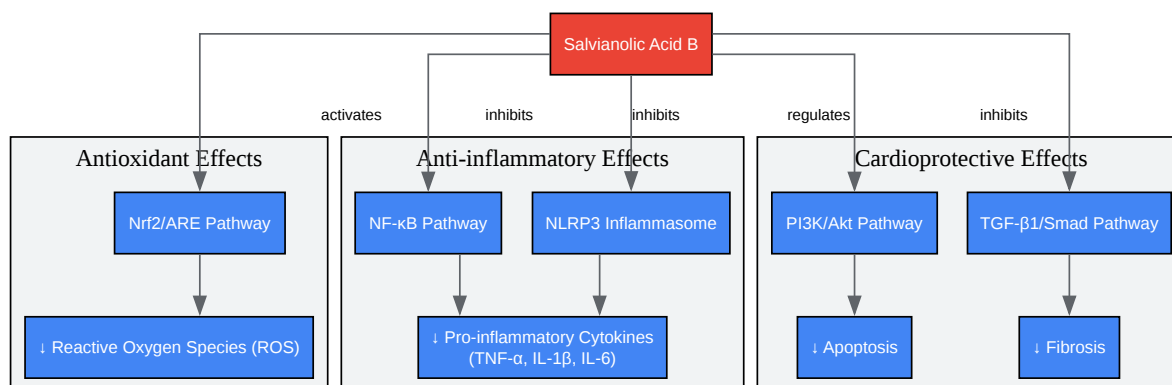 Salvianolic Acid B
activates
inhibits
inhibits
regulates
inhibits
Antioxidant Effects
Anti-inflammatory Effects
Cardioprotective Effects
Nrf2/ARE Pathway
NF-κB Pathway
NLRP3 Inflammasome
PI3K/Akt Pathway
TGF-β1/Smad Pathway
↓ Reactive Oxygen Species (ROS)
↓ Pro-inflammatory Cytokines
(TNF-α, IL-1β, IL-6)
↓ Apoptosis
↓ Fibrosis